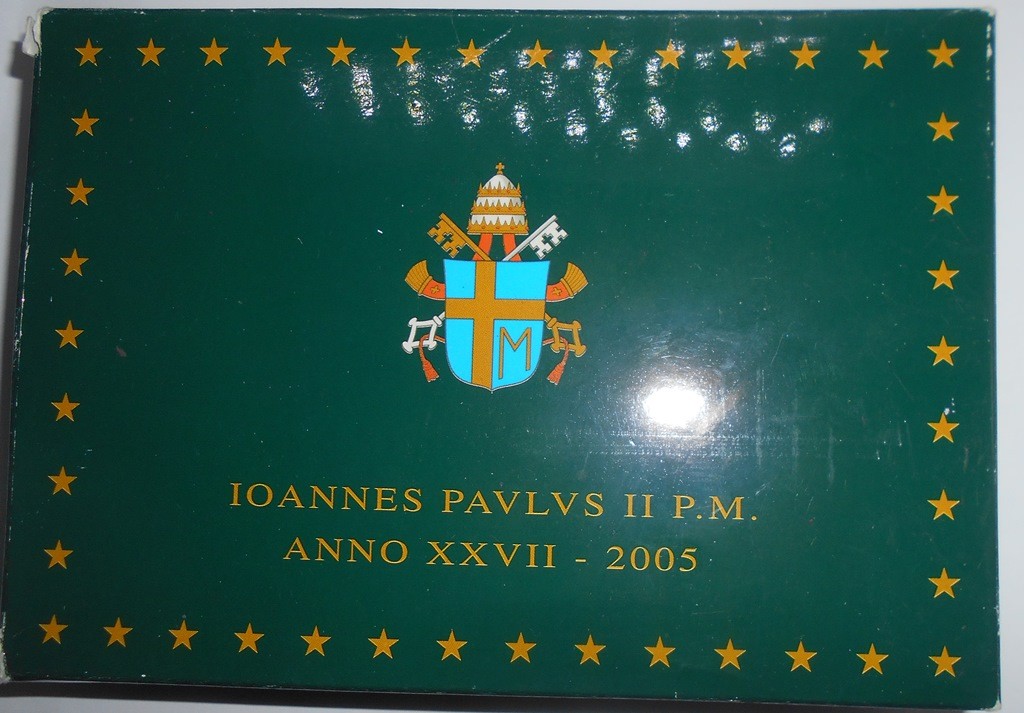 M
IOANNES PAVLVS II P.M.
ANNO XXVII - 2005